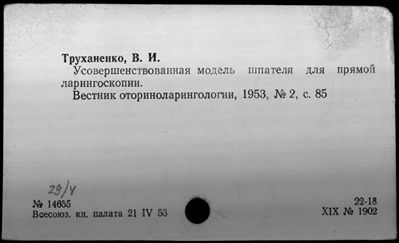 Труханенко, В. И.
Усовершенствованная модель шпателя для прямой
ларингоскопии.
Вестник оториноларингологии, 1953, № 2, с. 85
29/4
№ 14655
Всесоюз. кн. палата 21 IV 53
22-18
XIX № 1902